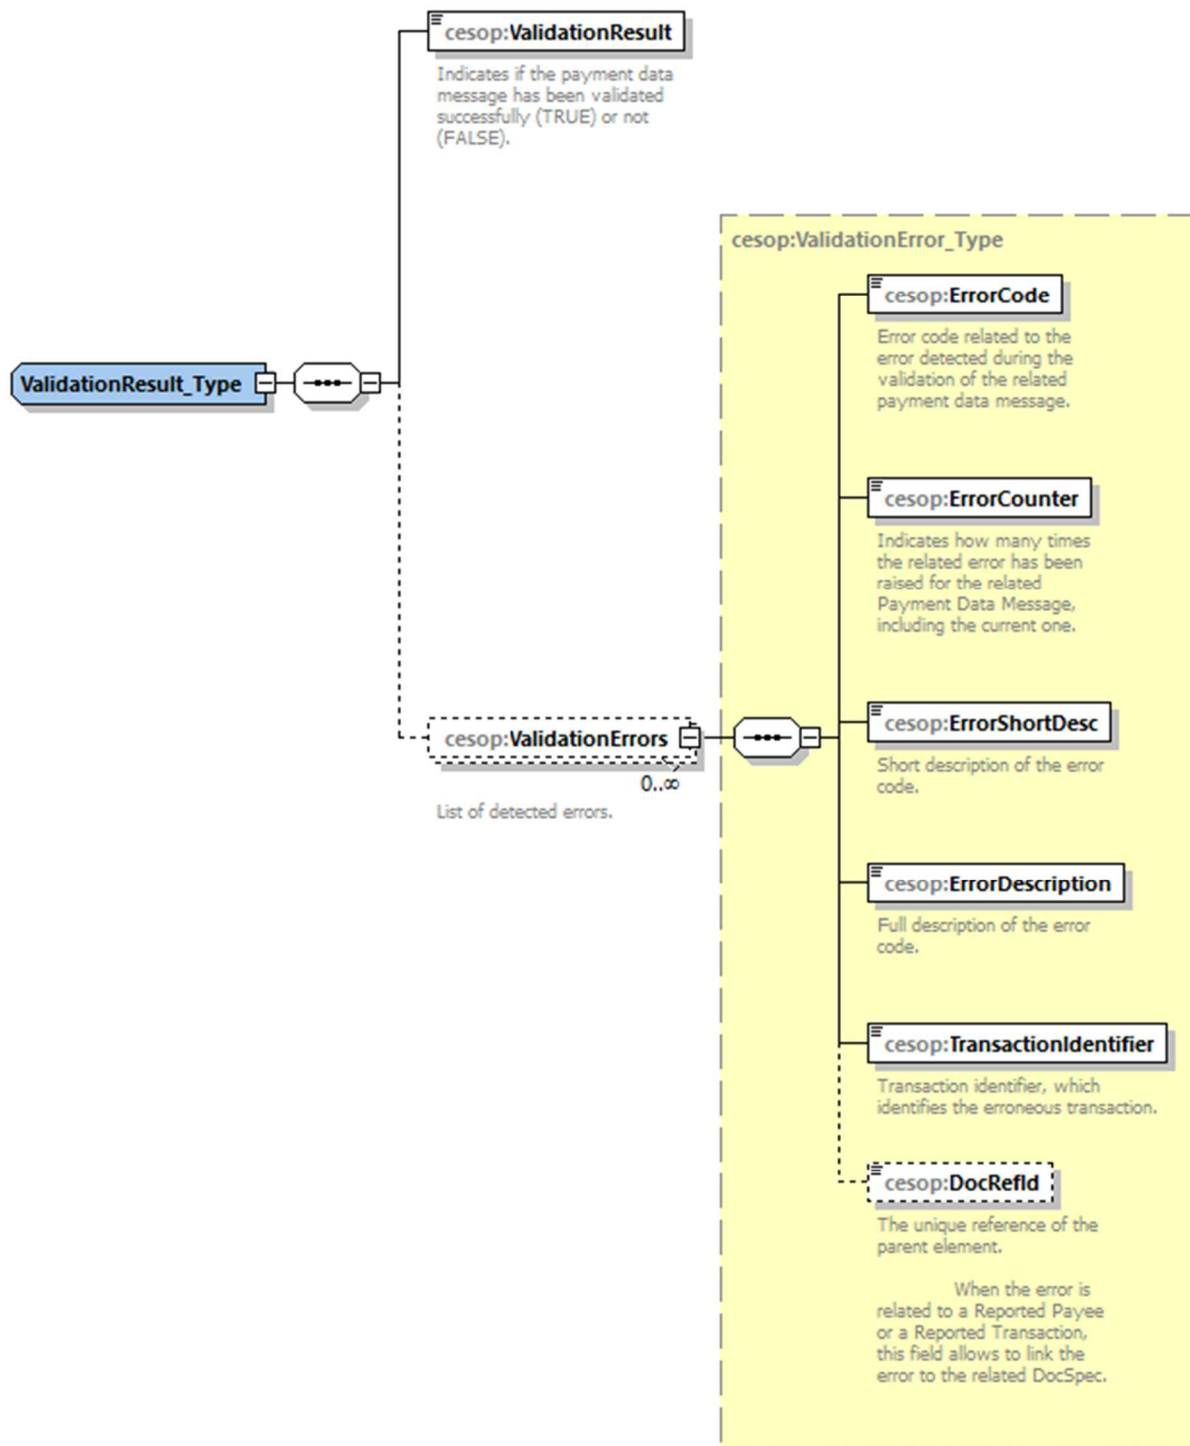 cesop:ValidationResult
Indicates if the payment data
message has been validated
successfully (TRUE) or not
(FALSE).
cesop:ValidationError_Type
cesop:ErrorCode
Error code related to the
error detected during the
validation of the related
payment data message.
ValidationResult_Type
cesop:ErrorCounter
Indicates how many times
the related error has been
raised for the related
Payment Data Message,
including the current one.
cesop:ValidationErrors
0..∞
List of detected errors.
cesop:ErrorShortDesc
Short description of the error
code.
cesop:ErrorDescription
Full description of the error
code.
cesop:TransactionIdentifier
Transaction identifier, which
identifies the erroneous transaction.
cesop:DocRefId
The unique reference of the
parent element.
When the error is
related to a Reported Payee
or a Reported Transaction,
this field allows to link the
error to the related DocSpec.